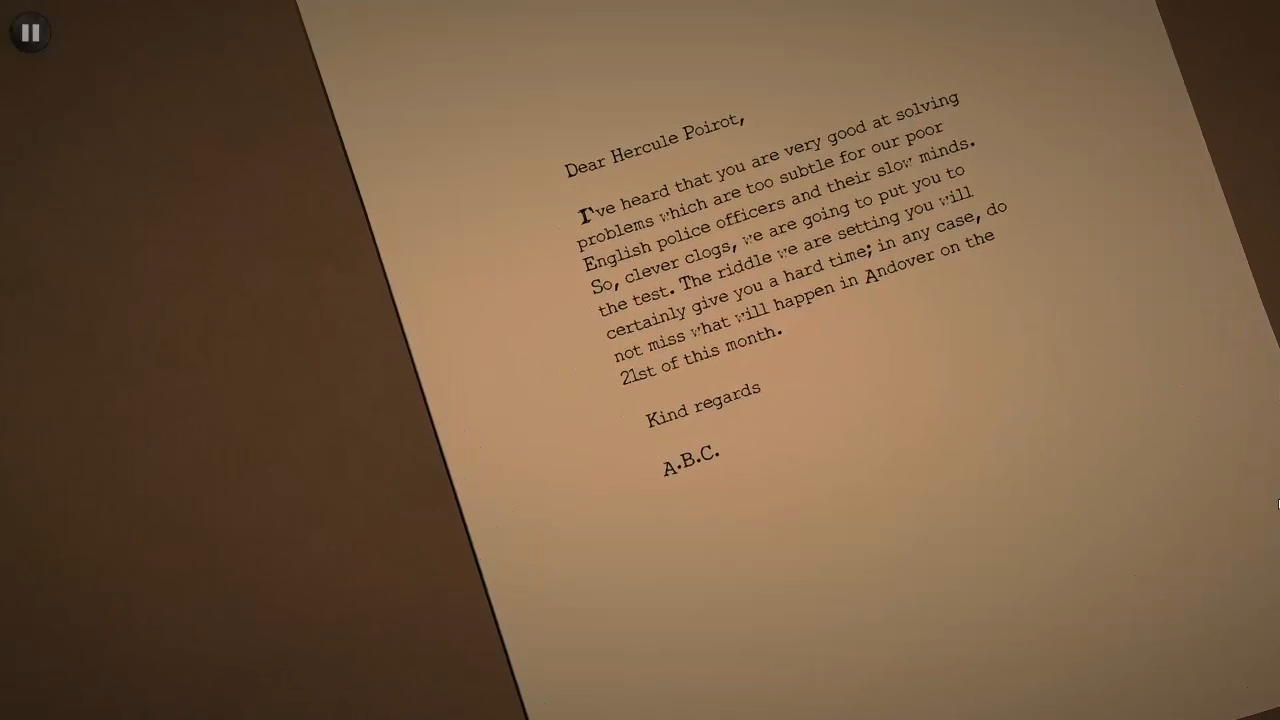 Dear Hercule Poirot,
I've heard that you are very good at solving
problems which are too subtle for our poor
English police officers and their slow minds.
So, clever clogs, we are going to put you to
the test. The riddle we are setting you will
certainly give you a hard time; in any case, do
not miss what will happen in Andover on the
21st of this month.
Kind regards
A.B.C.